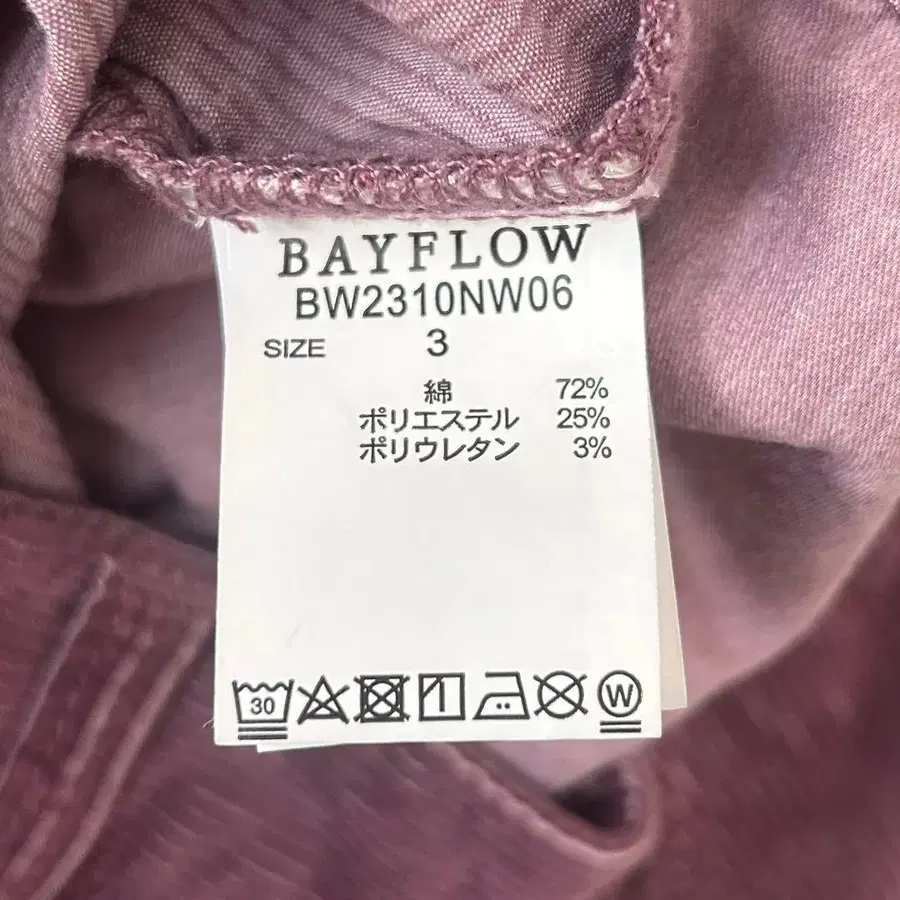 BAYFLOW
BW2310NW06
SIZE 3
綿 72%
ポリエステル 25%
ポリウレタン 3%
30
W